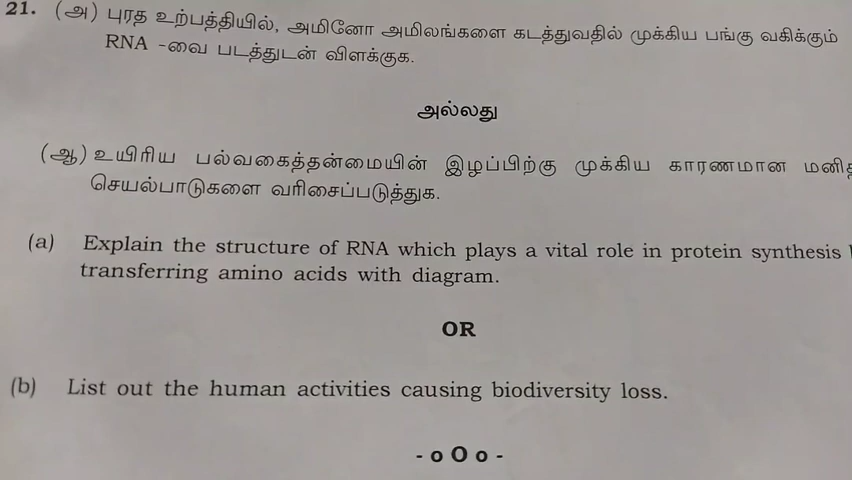 21. (அ) புரத உற்பத்தியில், அமினோ அமிலங்களை கடத்துவதில் முக்கிய பங்கு வகிக்கும்
RNA -வை படத்துடன் விளக்குக.
அல்லது
(ஆ) உயிரிய பல்வகைத்தன்மையின் இழப்பிற்கு முக்கிய காரணமான
செயல்பாடுகளை வரிசைப்படுத்துக.
(a) Explain the structure of RNA which plays a vital role in protein synthesis
transferring amino acids with diagram.
OR
(b) List out the human activities causing biodiversity loss.
- o O o -